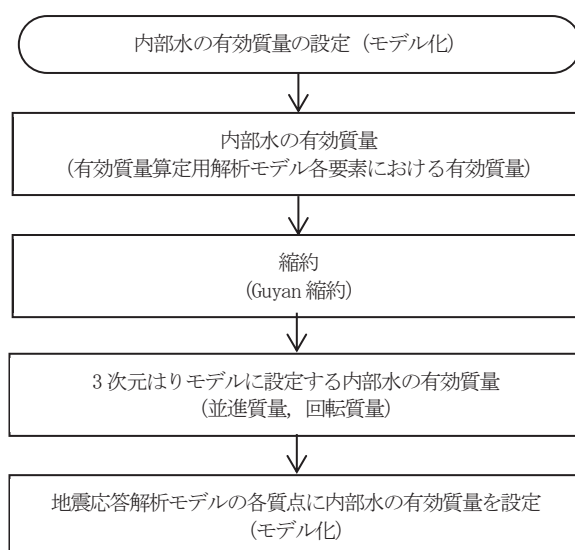 内部水の有効質量の設定（モデル化）
内部水の有効質量
(有効質量算定用解析モデル各要素における有効質量)
縮約
(Guyan 縮約)
3 次元はりモデルに設定する内部水の有効質量
(並進質量，回転質量)
地震応答解析モデルの各質点に内部水の有効質量を設定
(モデル化)